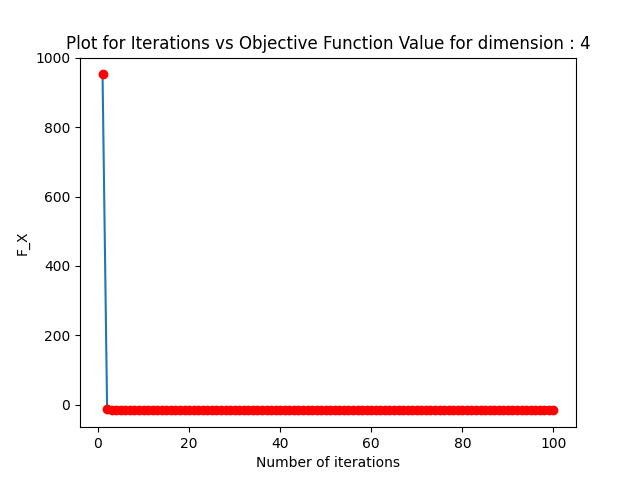 Plot for Iterations vs Objective Function Value for dimension : 4
1000
800
600
400
200
0
F_X
0 20 40 60 80 100
Number of iterations